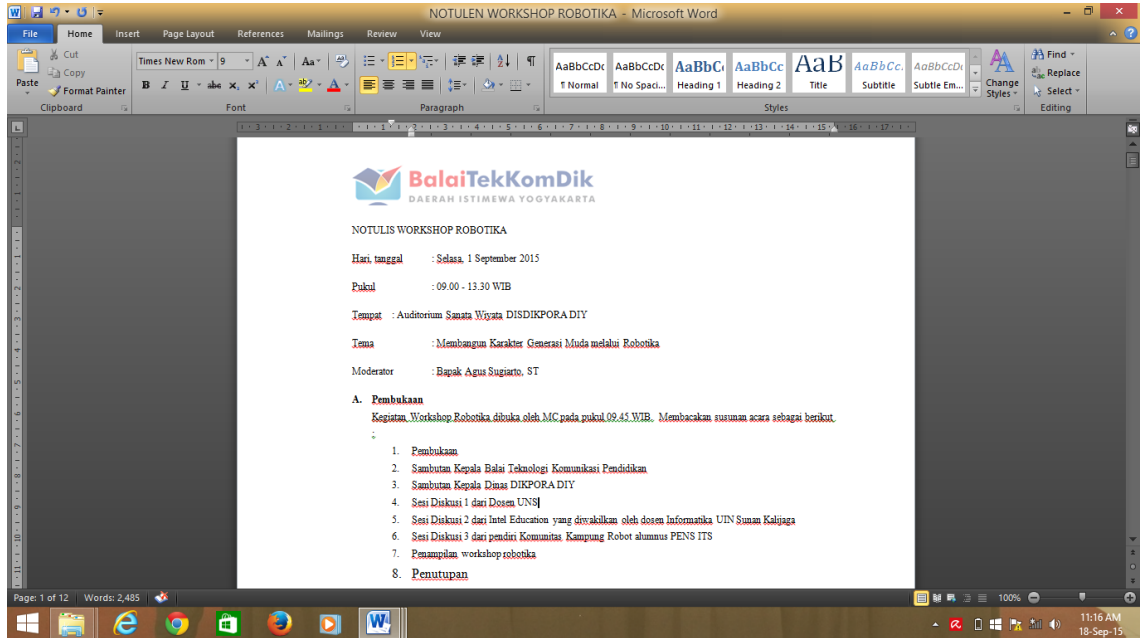 NOTULEN WORKSHOP ROBOTIKA - Microsoft Word
File Home Insert Page Layout References Mailings Review View
Cut
Copy
Format Painter
Paste
Clipboard
Times New Rom 9
Font
Paragraph
AaBbCcDc AaBbCcDc AaBbC AaBbCc AaB AaBbCc. AaBbCcDc
¶ Normal ¶ No Spaci... Heading 1 Heading 2 Title Subtitle Subtle Em...
Change Styles
Styles
Find
Replace
Select
Editing
BalaiTekKomDik
DAERAH ISTIMEWA YOGYAKARTA
NOTULIS WORKSHOP ROBOTIKA
Hari, tanggal : Selasa, 1 September 2015
Pukul : 09.00 - 13.30 WIB
Tempat : Auditorium Sanata Wiyata DISDIKPORA DIY
Tema : Membangun Karakter Generasi Muda melalui Robotika
Moderator : Bapak Agus Sugiarto, ST
A. Pembukaan
Kegiatan Workshop Robotika dibuka oleh MC pada pukul 09.45 WIB. Membacakan susunan acara sebagai berikut
:
1. Pembukaan
2. Sambutan Kepala Balai Teknologi Komunikasi Pendidikan
3. Sambutan Kepala Dinas DIKPORA DIY
4. Sesi Diskusi 1 dari Dosen UNS
5. Sesi Diskusi 2 dari Intel Education yang diwakilkan oleh dosen Informatika UIN Sunan Kalijaga
6. Sesi Diskusi 3 dari pendiri Komunitas Kampung Robot alumnus PENS ITS
7. Penampilan workshop robotika
8. Penutupan
Page: 1 of 12 Words: 2,485
100%
11:16 AM
18-Sep-15